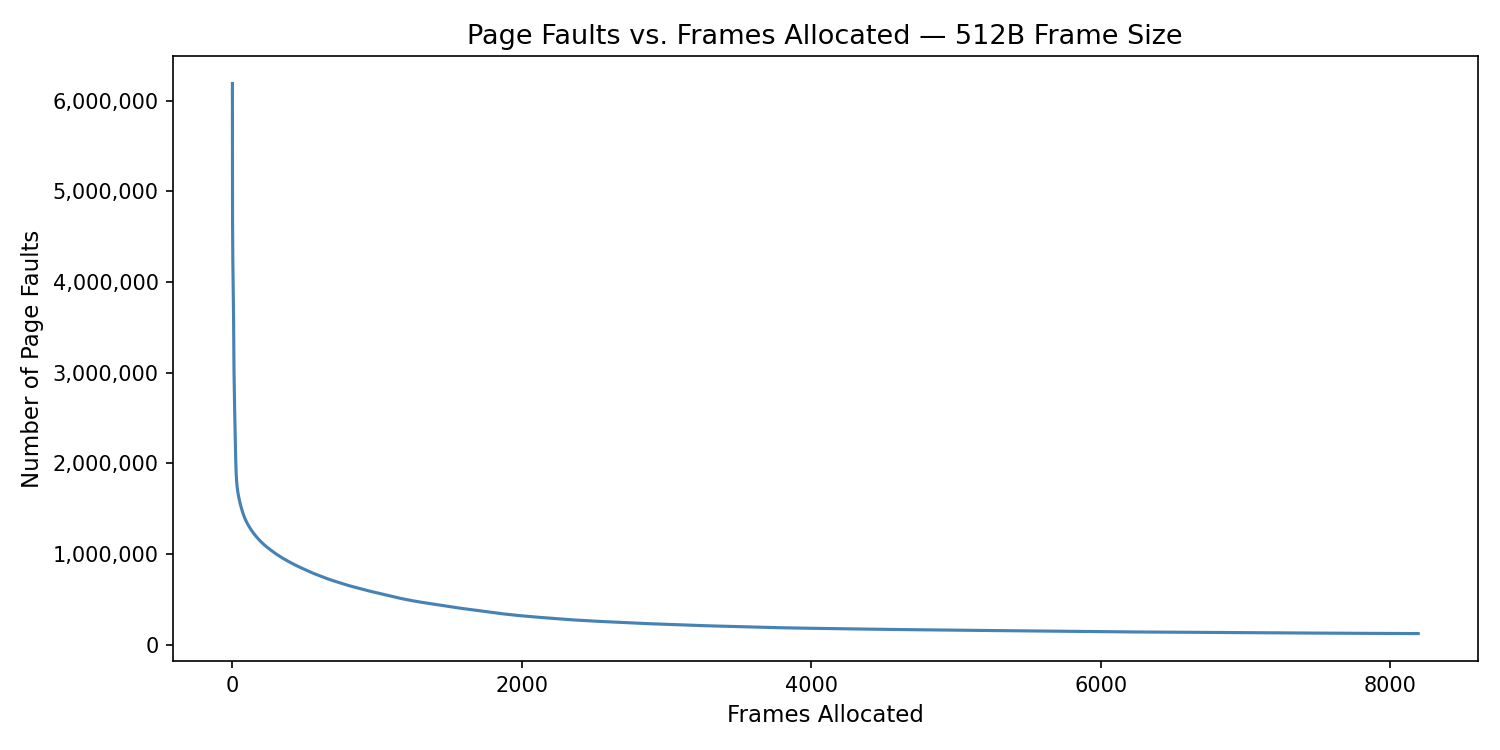 Page Faults vs. Frames Allocated — 512B Frame Size
Number of Page Faults
6,000,000
5,000,000
4,000,000
3,000,000
2,000,000
1,000,000
0
0 2000 4000 6000 8000
Frames Allocated